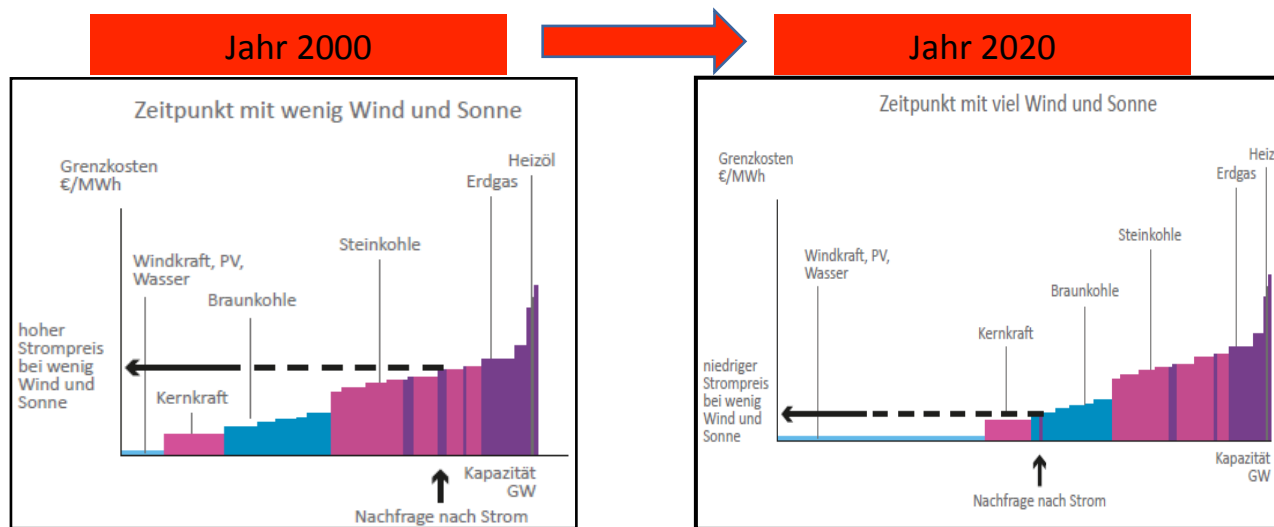 Jahr 2000
Jahr 2020
Zeitpunkt mit wenig Wind und Sonne
Grenzkosten
€/MWh
Heizöl
Erdgas
Steinkohle
Windkraft, PV,
Wasser
Braunkohle
hoher
Strompreis
bei wenig
Wind und
Sonne
Kernkraft
Kapazität
GW
Nachfrage nach Strom
Zeitpunkt mit viel Wind und Sonne
Grenzkosten
€/MWh
Heiz
Erdgas
Steinkohle
Windkraft, PV,
Wasser
Braunkohle
Kernkraft
niedriger
Strompreis
bei wenig
Wind und
Sonne
Kapazität
GW
Nachfrage nach Strom